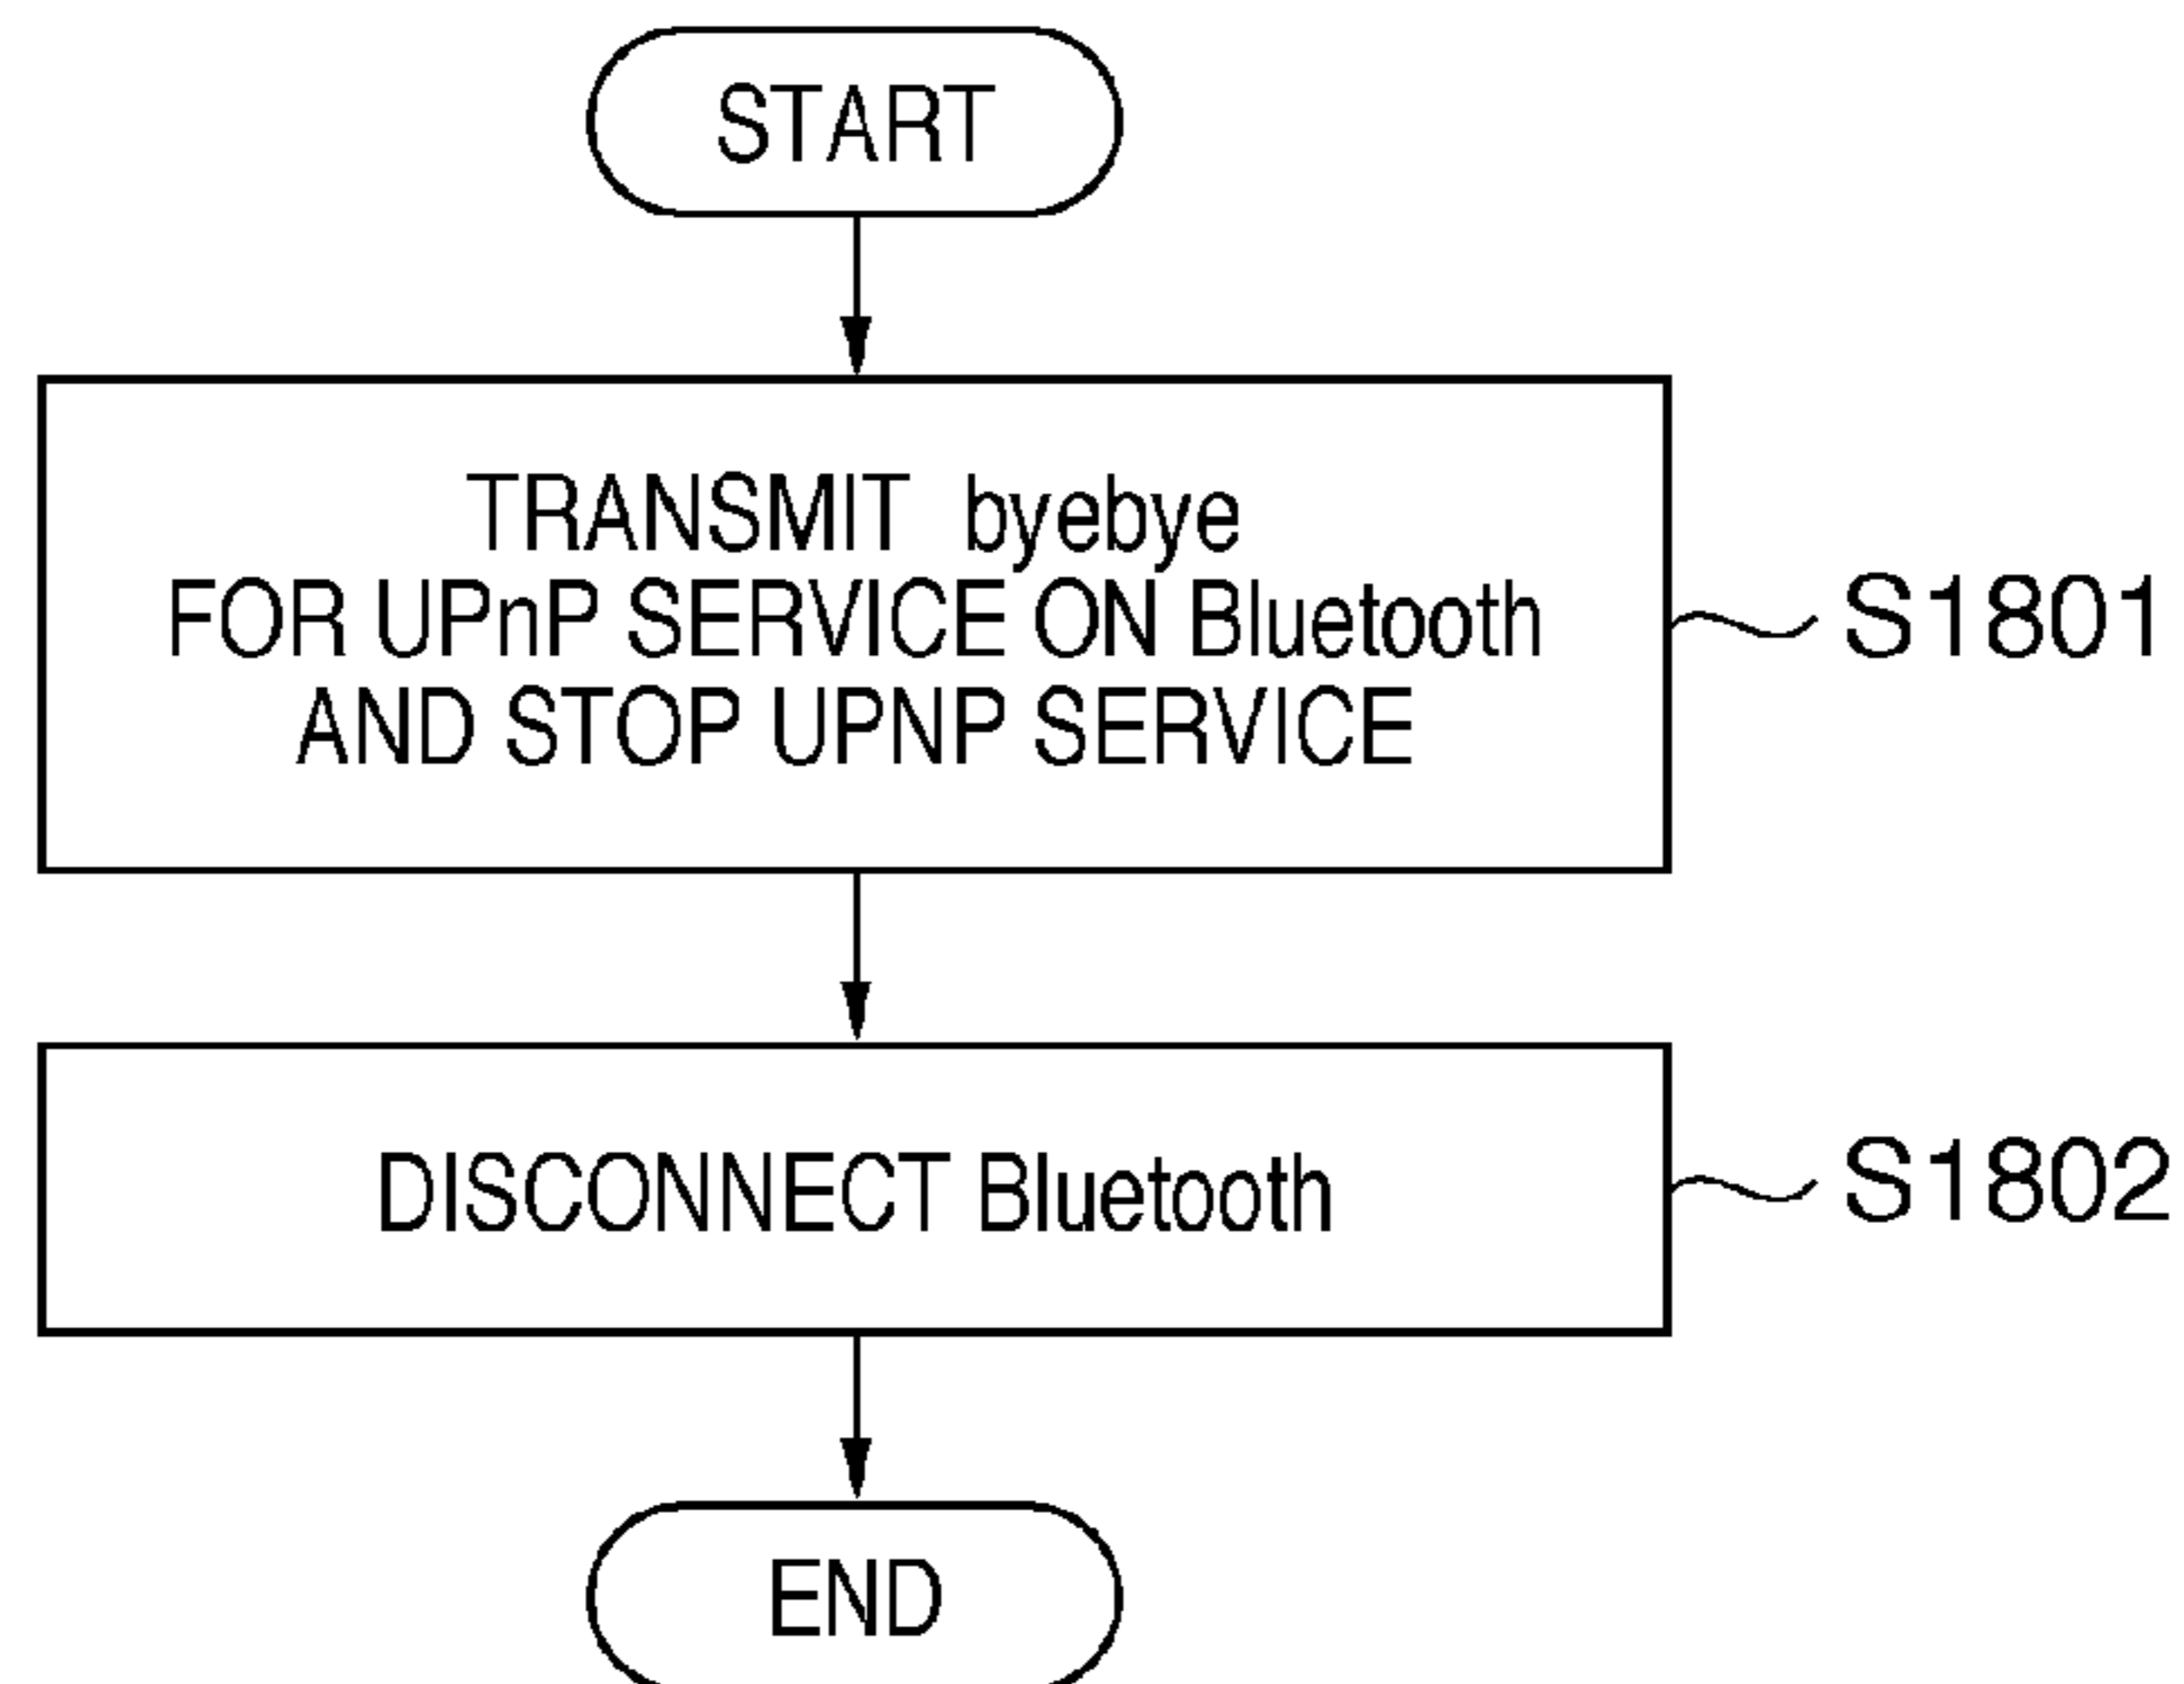 START
TRANSMIT byebye
FOR UPnP SERVICE ON Bluetooth
AND STOP UPNP SERVICE
S1801
DISCONNECT Bluetooth
S1802
END